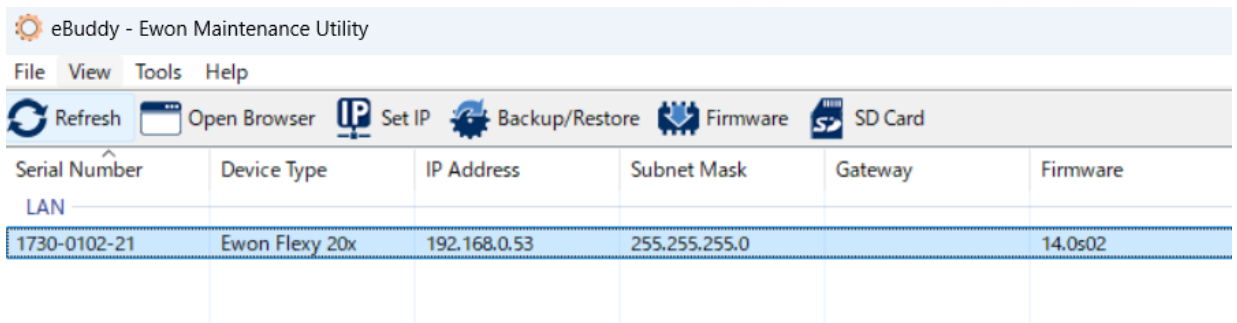 eBuddy - Ewon Maintenance Utility
File View Tools Help
Refresh Open Browser IP Set IP Backup/Restore Firmware SD SD Card
Serial Number Device Type IP Address Subnet Mask Gateway Firmware
LAN
1730-0102-21 Ewon Flexy 20x 192.168.0.53 255.255.255.0 14.0s02